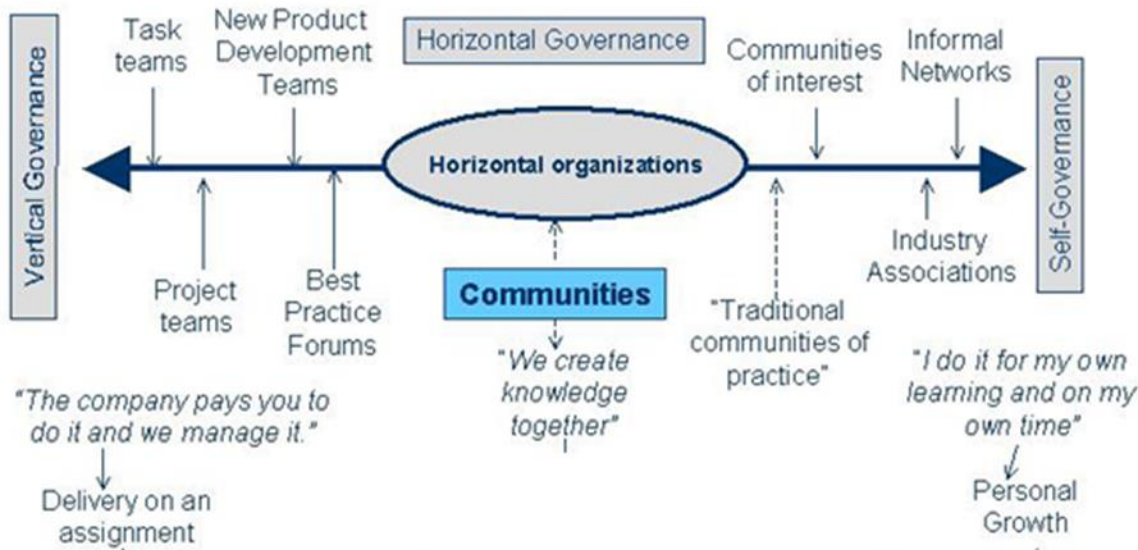 Task
teams
New Product
Development
Teams
Horizontal Governance
Communities
of interest
Informal
Networks
Vertical Governance
Horizontal organizations
Self-Governance
Project
teams
Best
Practice
Forums
Communities
"Traditional
communities of
practice"
Industry
Associations
"The company pays you to
do it and we manage it."
"We create
knowledge
together"
"I do it for my own
learning and on my
own time"
Delivery on an
assignment
Personal
Growth